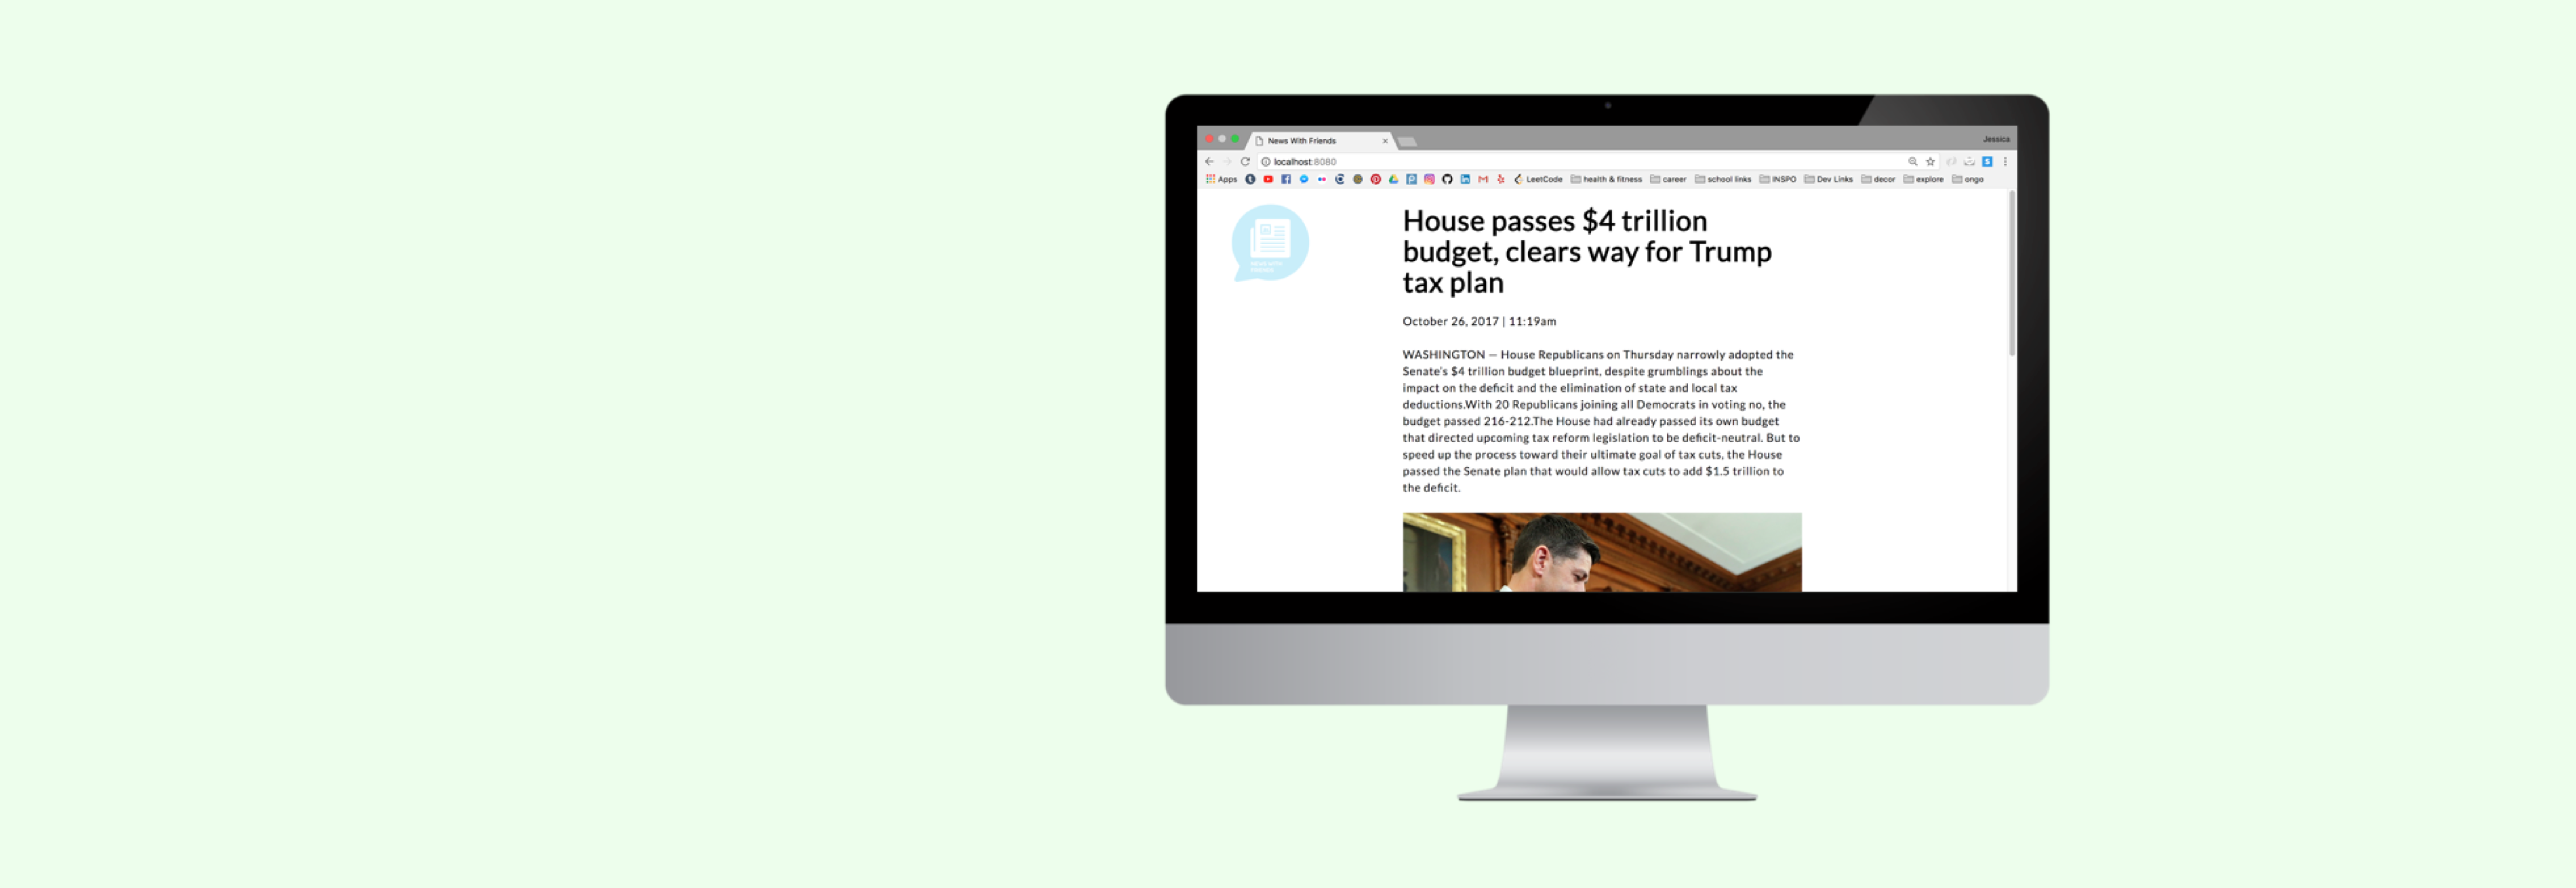 News With Friends
Jessica
localhost:8080
Apps LeetCode health & fitness career school links INSPO Dev Links decor explore ongo
NEWS WITH
FRIENDS
House passes $4 trillion
budget, clears way for Trump
tax plan
October 26, 2017 | 11:19am
WASHINGTON — House Republicans on Thursday narrowly adopted the
Senate's $4 trillion budget blueprint, despite grumblings about the
impact on the deficit and the elimination of state and local tax
deductions.With 20 Republicans joining all Democrats in voting no, the
budget passed 216-212.The House had already passed its own budget
that directed upcoming tax reform legislation to be deficit-neutral. But to
speed up the process toward their ultimate goal of tax cuts, the House
passed the Senate plan that would allow tax cuts to add $1.5 trillion to
the deficit.